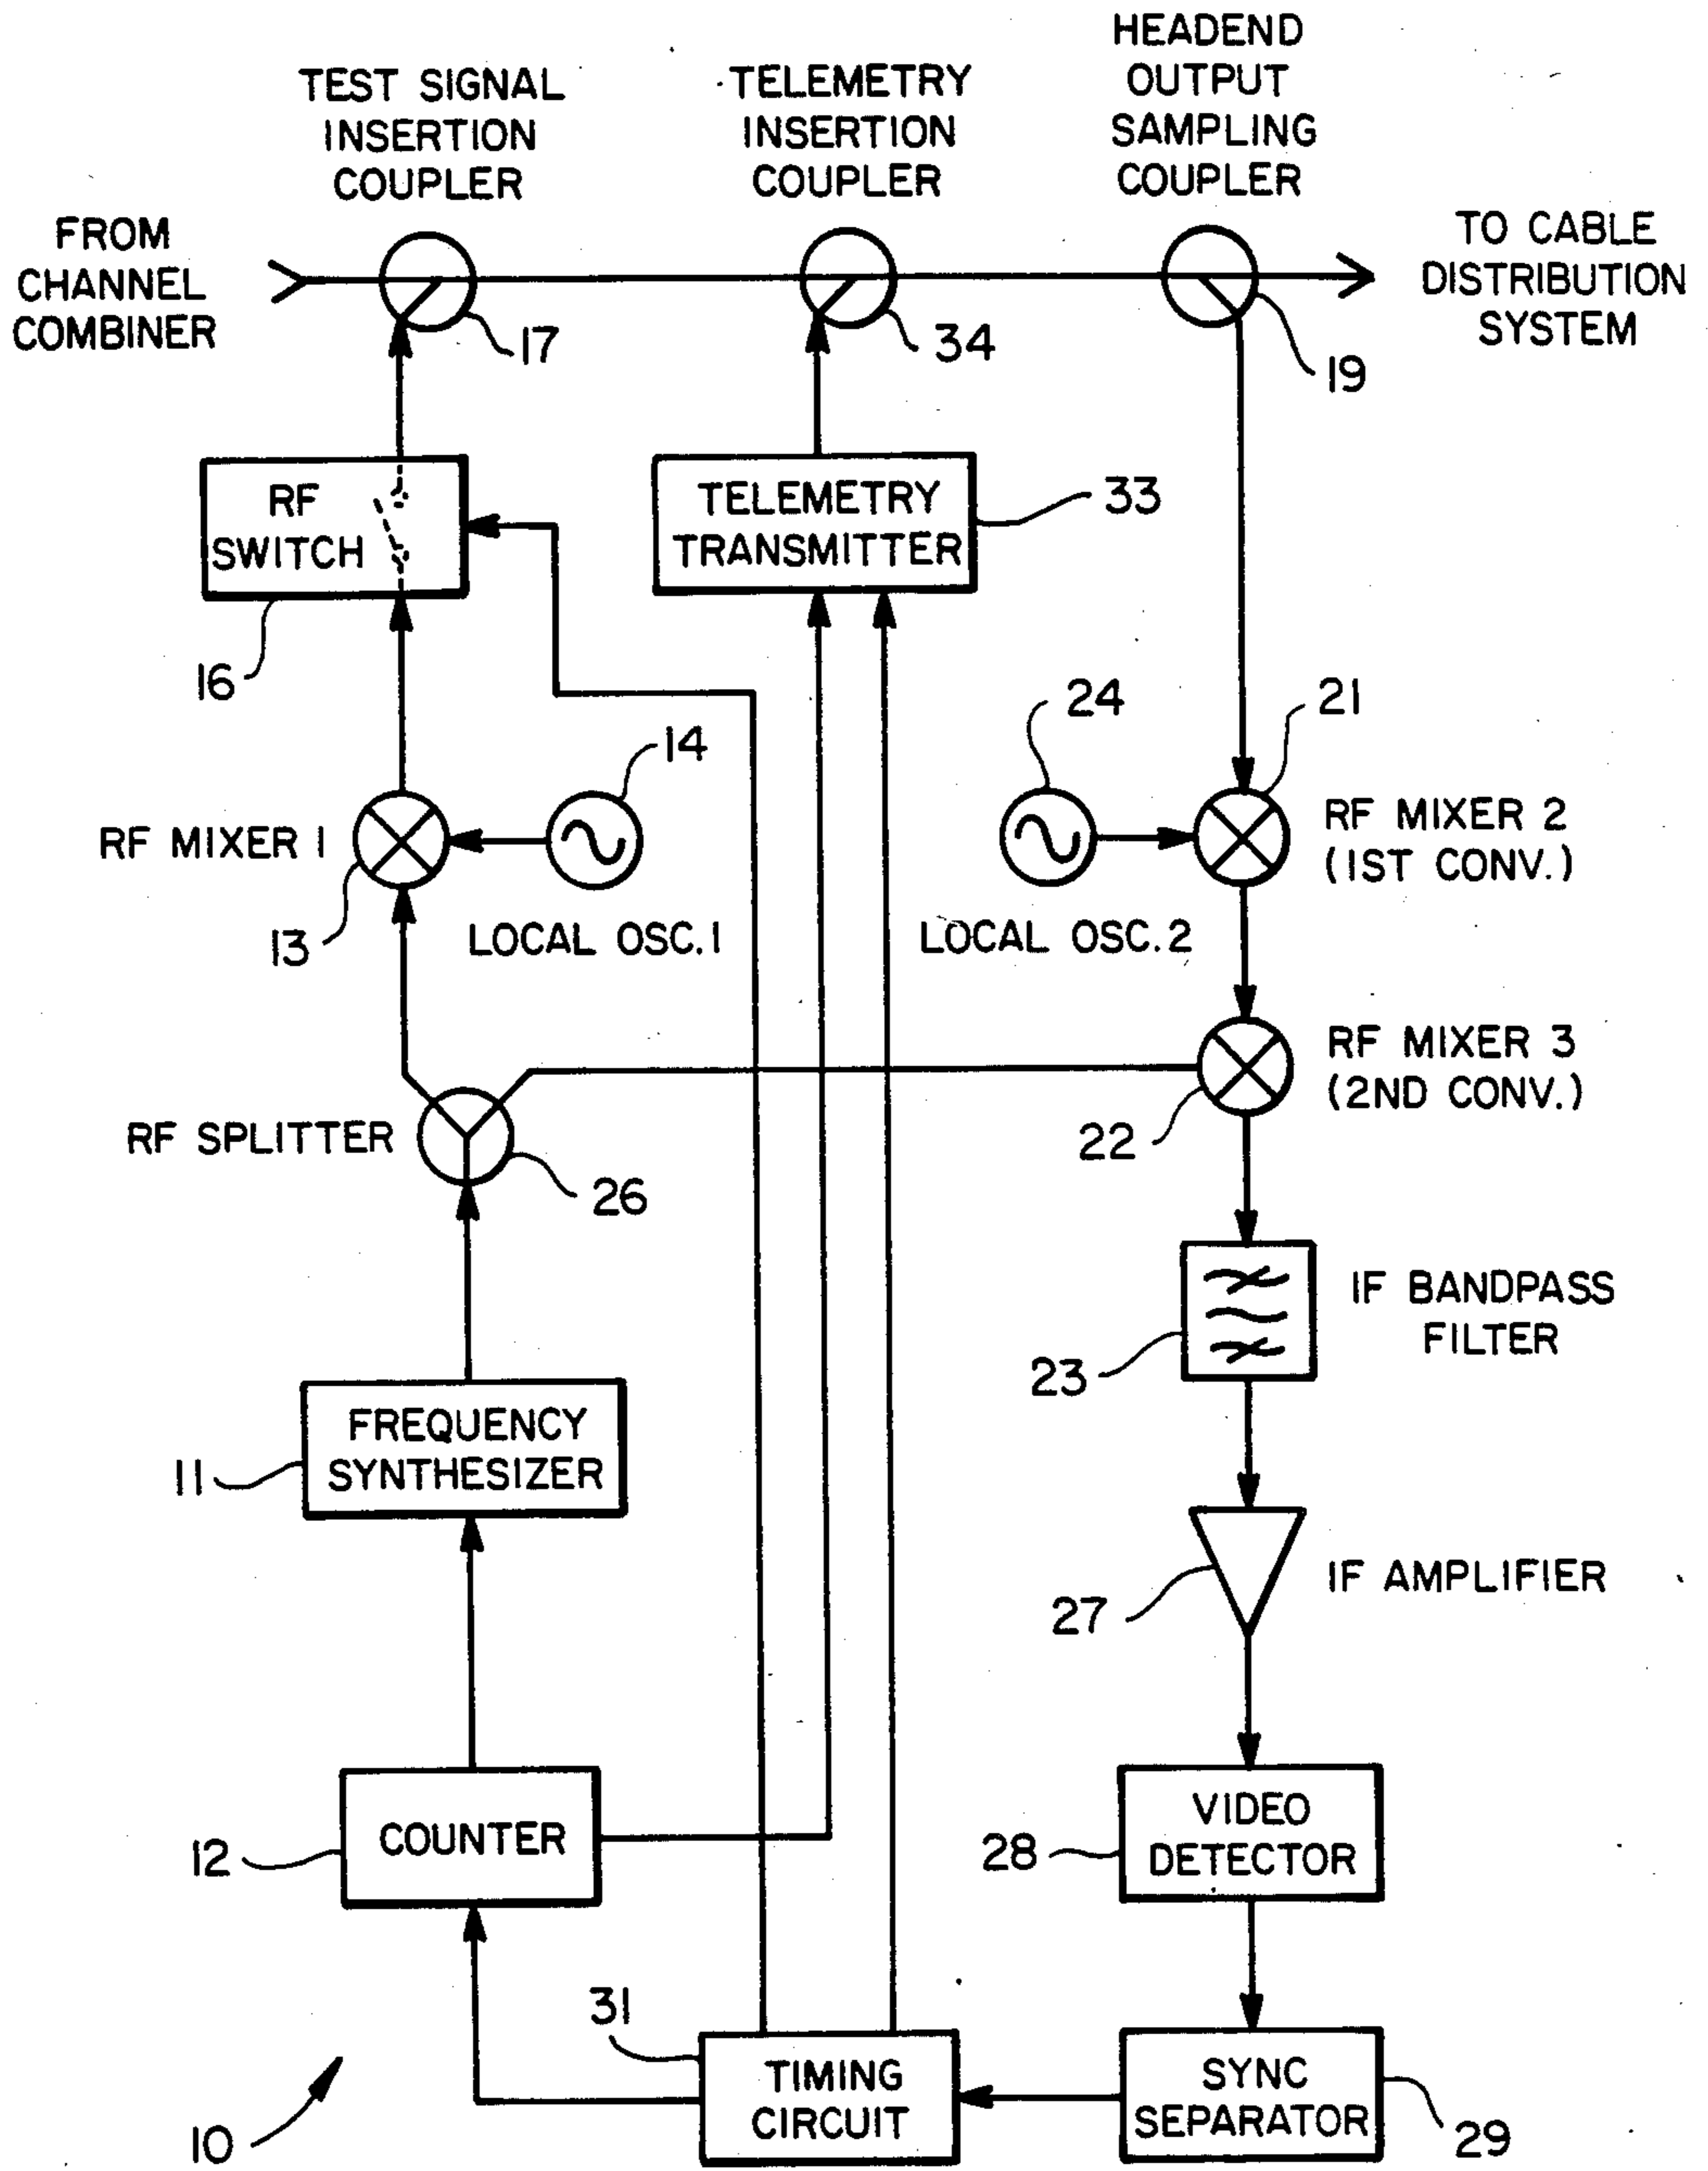 TEST SIGNAL
INSERTION
COUPLER
TELEMETRY
INSERTION
COUPLER
HEADEND
OUTPUT
SAMPLING
COUPLER
FROM
CHANNEL
COMBINER
TO CABLE
DISTRIBUTION
SYSTEM
17
34
19
RF
SWITCH
16
TELEMETRY
TRANSMITTER
33
14
24
21
RF MIXER 1
13
LOCAL OSC. 1
LOCAL OSC. 2
RF MIXER 2
(1ST CONV.)
RF MIXER 3
(2ND CONV.)
22
RF SPLITTER
26
IF BANDPASS
FILTER
23
FREQUENCY
SYNTHESIZER
11
IF AMPLIFIER
27
COUNTER
12
VIDEO
DETECTOR
28
31
TIMING
CIRCUIT
SYNC
SEPARATOR
29
10